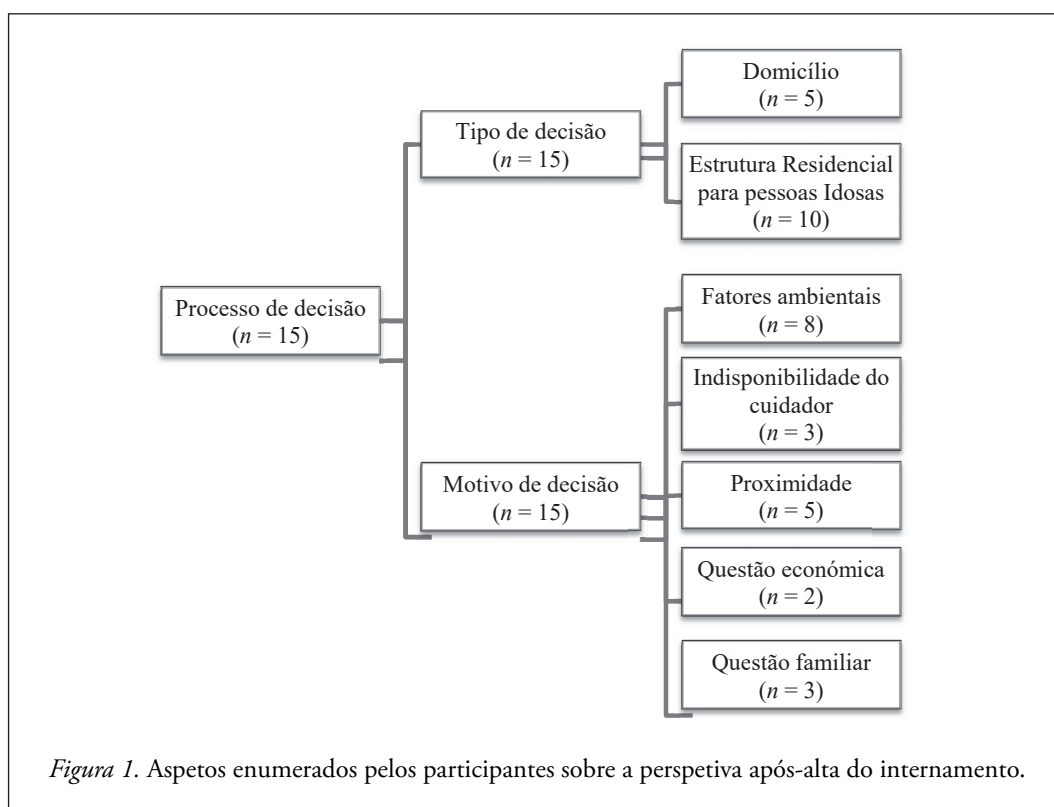 Processo de decisão
(n = 15)
Tipo de decisão
(n = 15)
Domicílio
(n = 5)
Estrutura Residencial
para pessoas Idosas
(n = 10)
Motivo de decisão
(n = 15)
Fatores ambientais
(n = 8)
Indisponibilidade do
cuidador
(n = 3)
Proximidade
(n = 5)
Questão económica
(n = 2)
Questão familiar
(n = 3)
Figura 1. Aspetos enumerados pelos participantes sobre a perspetiva após-alta do internamento.